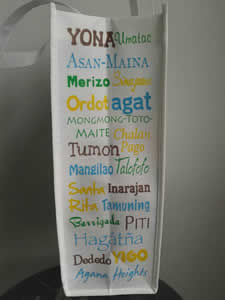 YONA Umatac
ASAN-MAINA
Merizo Sinajana
Ordot agat
MONGMONG-TOTO-
MAITE Chalan
TUMON Pago
Mangilao Talofofo
Santa Inarajan
Rita Tamuning
Barrigada PITI
Hagåtña
Dededo YIGO
Agana Heights